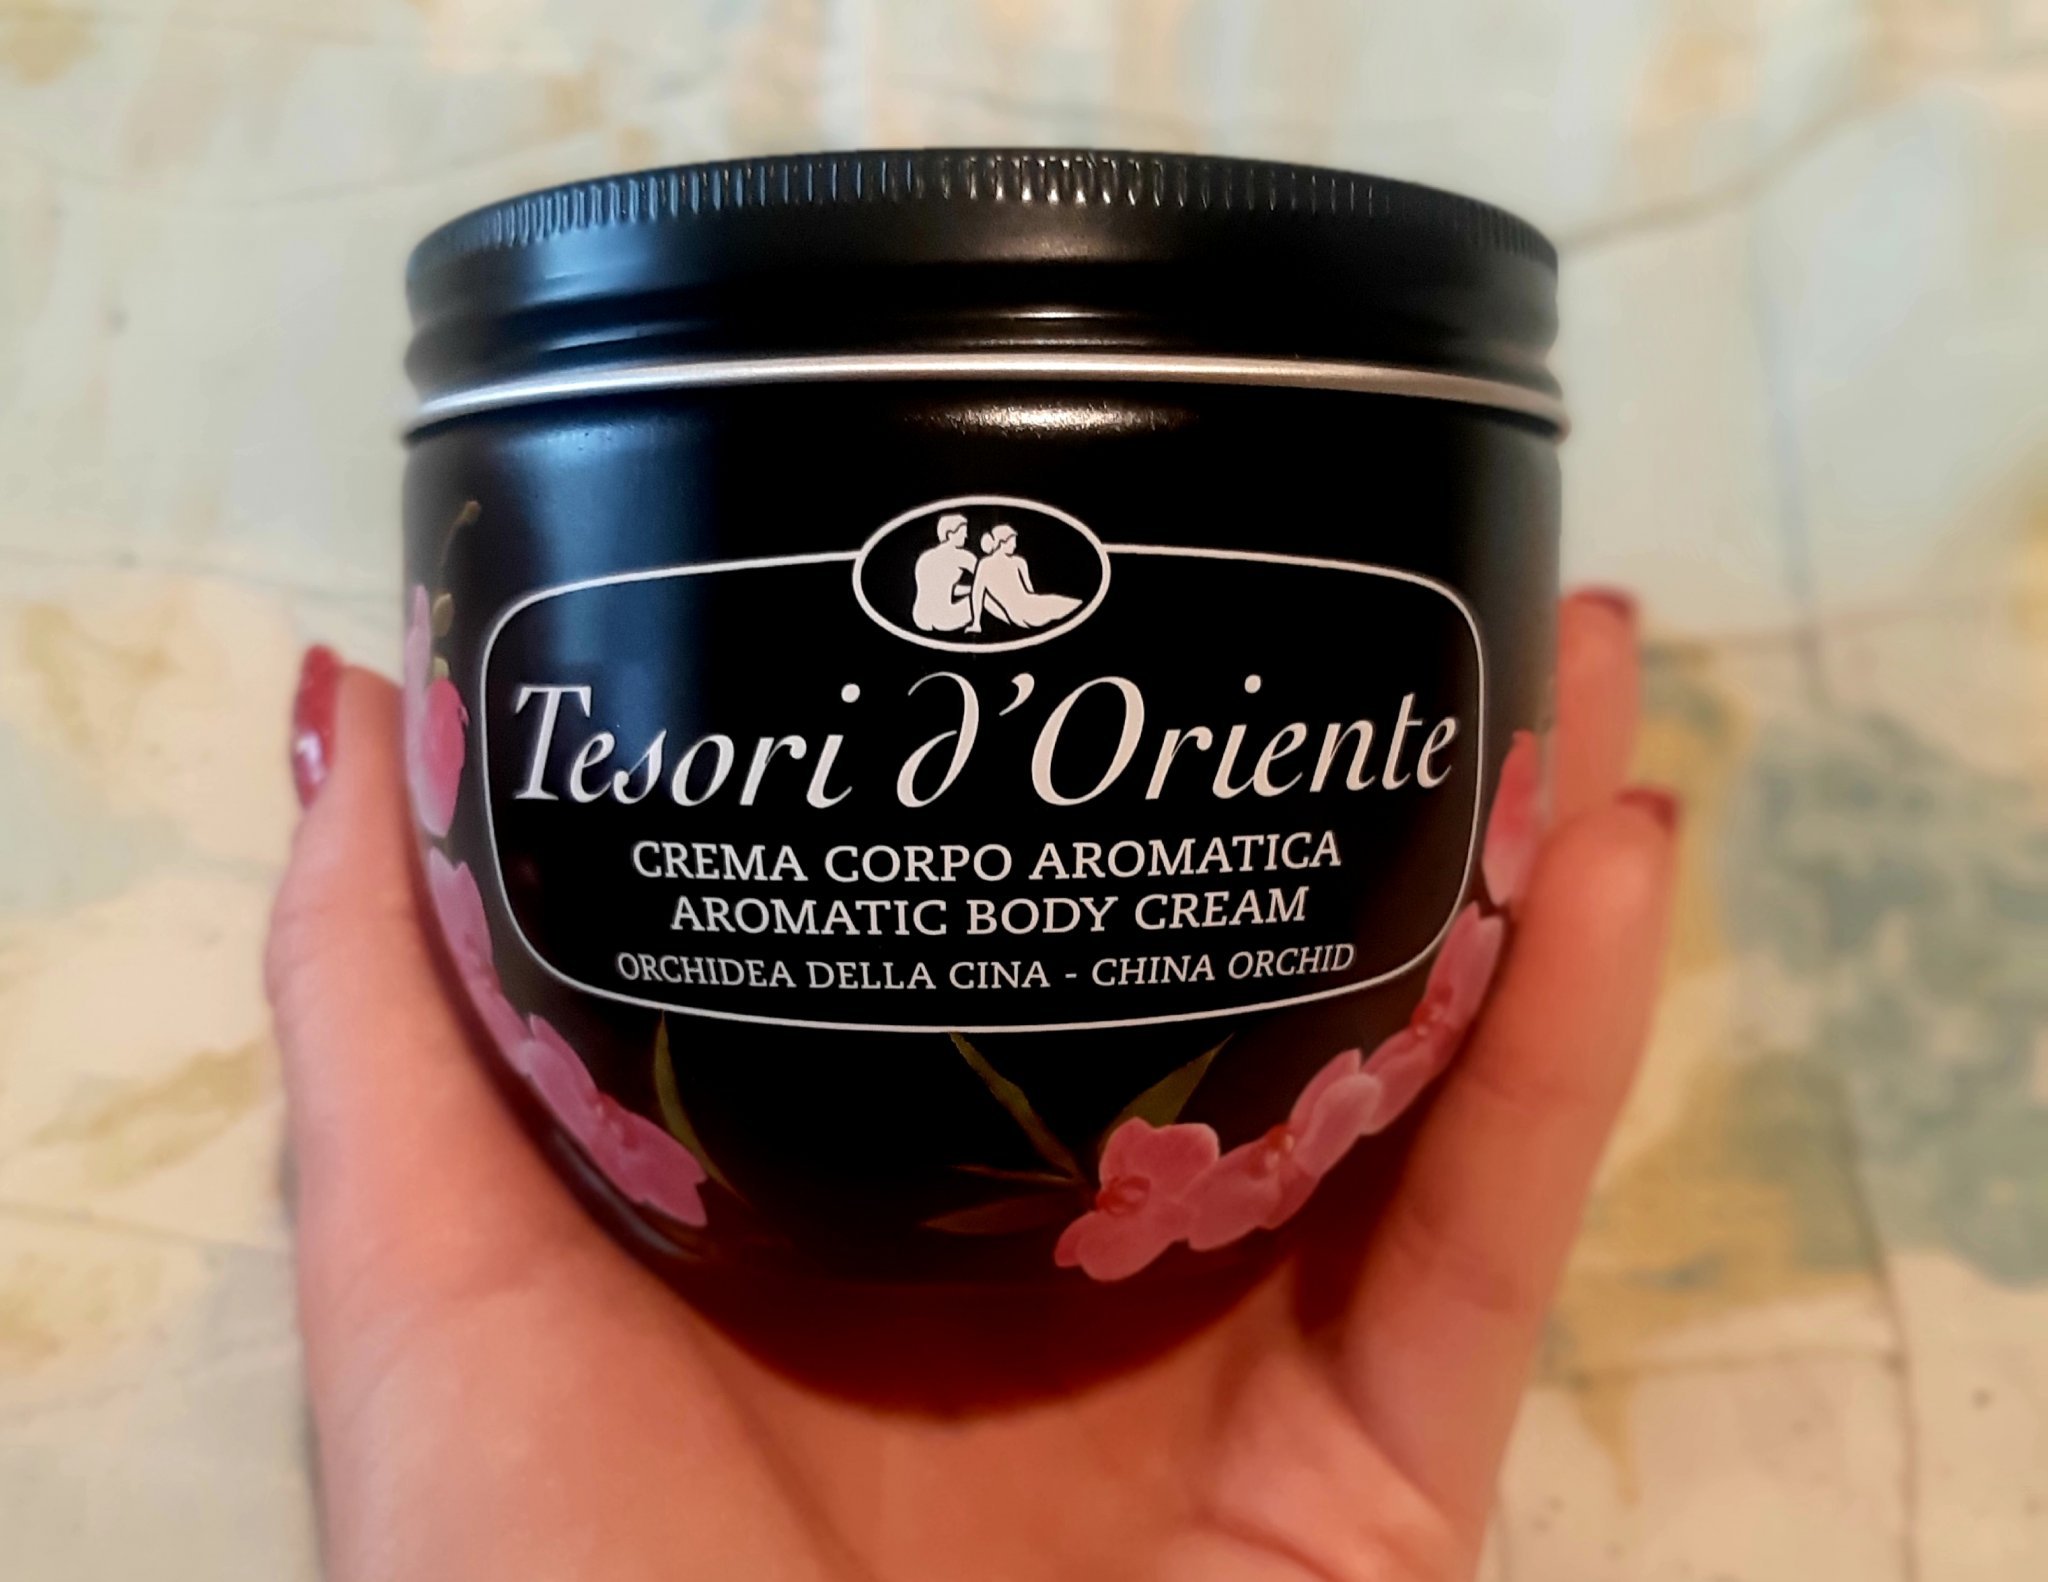 Tesori d'Oriente
CREMA CORPO AROMATICA
AROMATIC BODY CREAM
ORCHIDEA DELLA CINA - CHINA ORCHID